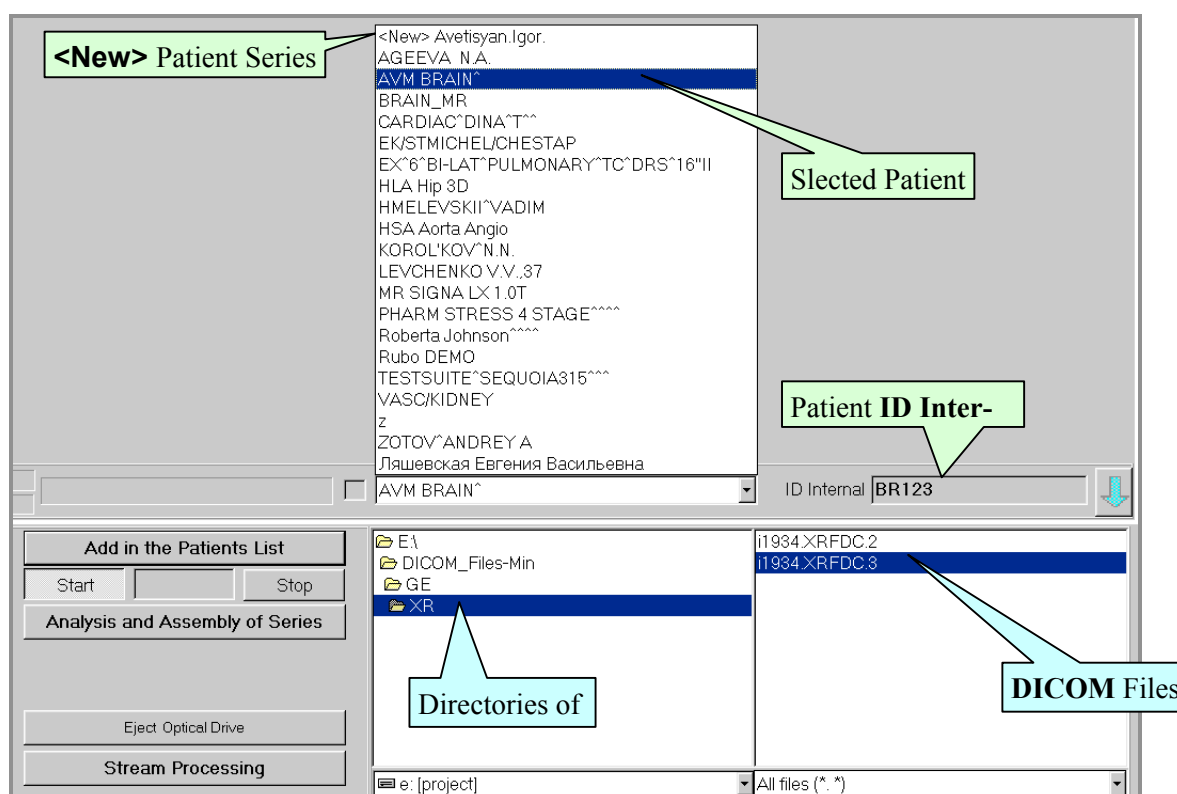 <New> Patient Series
<New> Avetisyan.Igor.
AGEEVA N.A.
AVM BRAIN^
BRAIN_MR
CARDIAC^DINA^T^^
EK/STMICHEL/CHESTAP
EX^6^BI-LAT^PULMONARY^TC^DRS^16"II
HLA Hip 3D
HMELEVSKII^VADIM
HSA Aorta Angio
KOROL'KOV^N.N.
LEVCHENKO V.V.,37
MR SIGNA LX 1.0T
PHARM STRESS 4 STAGE^^^^
Roberta Johnson^^^^
Rubo DEMO
TESTSUITE^SEQUOIA315^^^
VASC/KIDNEY
z
ZOTOV^ANDREY A
Ляшевская Евгения Васильевна
Slected Patient
Patient ID Inter-
AVM BRAIN^
ID Internal BR123
Add in the Patients List
Start Stop
Analysis and Assembly of Series
Eject Optical Drive
Stream Processing
E:\
DICOM_Files-Min
GE
XR
Directories of
e: [project]
i1934.XRFDC.2
i1934.XRFDC.3
DICOM Files
All files (*. *)